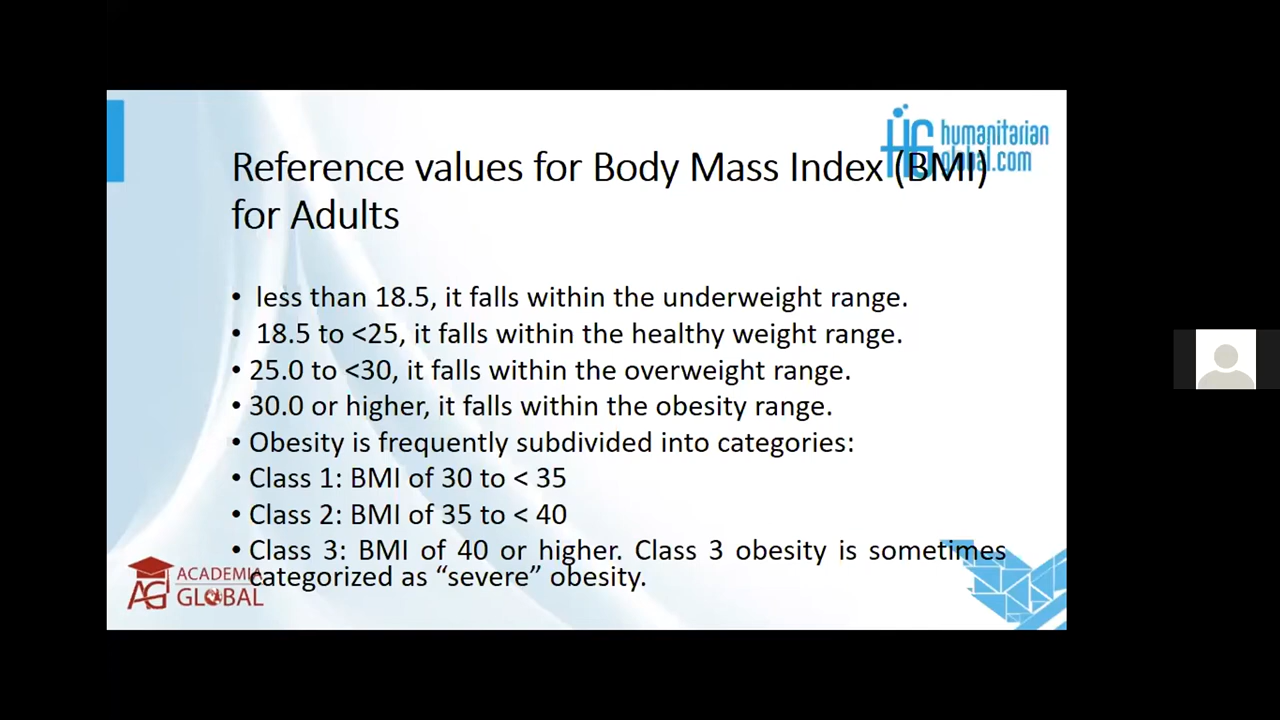 humanitarian
global.com
Reference values for Body Mass Index (BMI)
for Adults
• less than 18.5, it falls within the underweight range.
• 18.5 to <25, it falls within the healthy weight range.
• 25.0 to <30, it falls within the overweight range.
• 30.0 or higher, it falls within the obesity range.
• Obesity is frequently subdivided into categories:
• Class 1: BMI of 30 to < 35
• Class 2: BMI of 35 to < 40
• Class 3: BMI of 40 or higher. Class 3 obesity is sometimes
categorized as “severe” obesity.
AG
ACADEMIA
GLOBAL